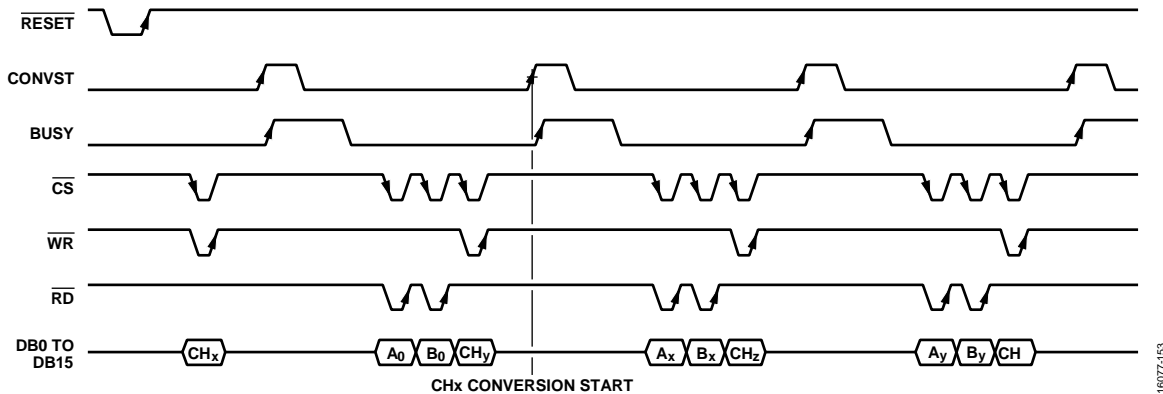 RESET
CONVST
BUSY
CS
WR
RD
DB0 TO
DB15
CHx A0 B0 CHy Ax Bx CHz Ay By CH
CHx CONVERSION START
16077-153